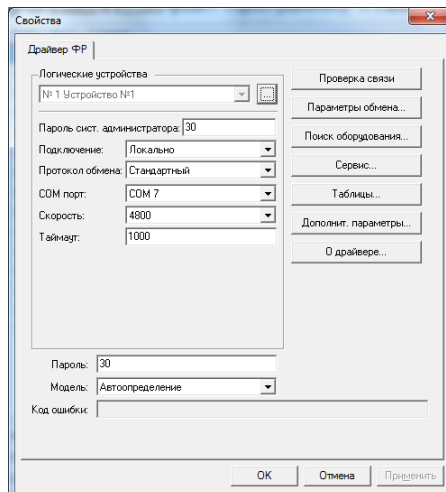 Свойства
Драйвер ФР
Логические устройства
№ 1 Устройство №1
...
Проверка связи
Параметры обмена...
Поиск оборудования...
Сервис...
Таблицы...
Дополнит. параметры...
О драйвере...
Пароль сист. администратора: 30
Подключение: Локально
Протокол обмена: Стандартный
COM порт: COM 7
Скорость: 4800
Таймаут: 1000
Пароль: 30
Модель: Автоопределение
Код ошибки:
OK Отмена Применить